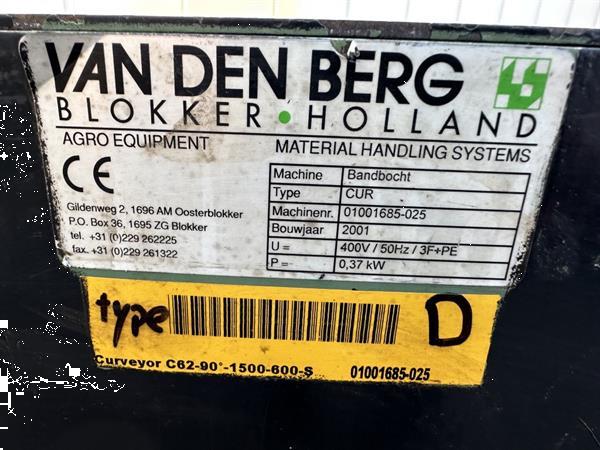 VAN DEN BERG
BLOKKER • HOLLAND
AGRO EQUIPMENT
MATERIAL HANDLING SYSTEMS
CE
Gildenweg 2, 1696 AM Oosterblokker
P.O. Box 36, 1695 ZG Blokker
tel. +31 (0)229 262225
fax. +31 (0)229 261322
Machine Bandbocht
Type CUR
Machinenr. 01001685-025
Bouwjaar 2001
U = 400V / 50Hz / 3F+PE
P = 0,37 kW
type D
Curveyor C62-90°-1500-600-S 01001685-025